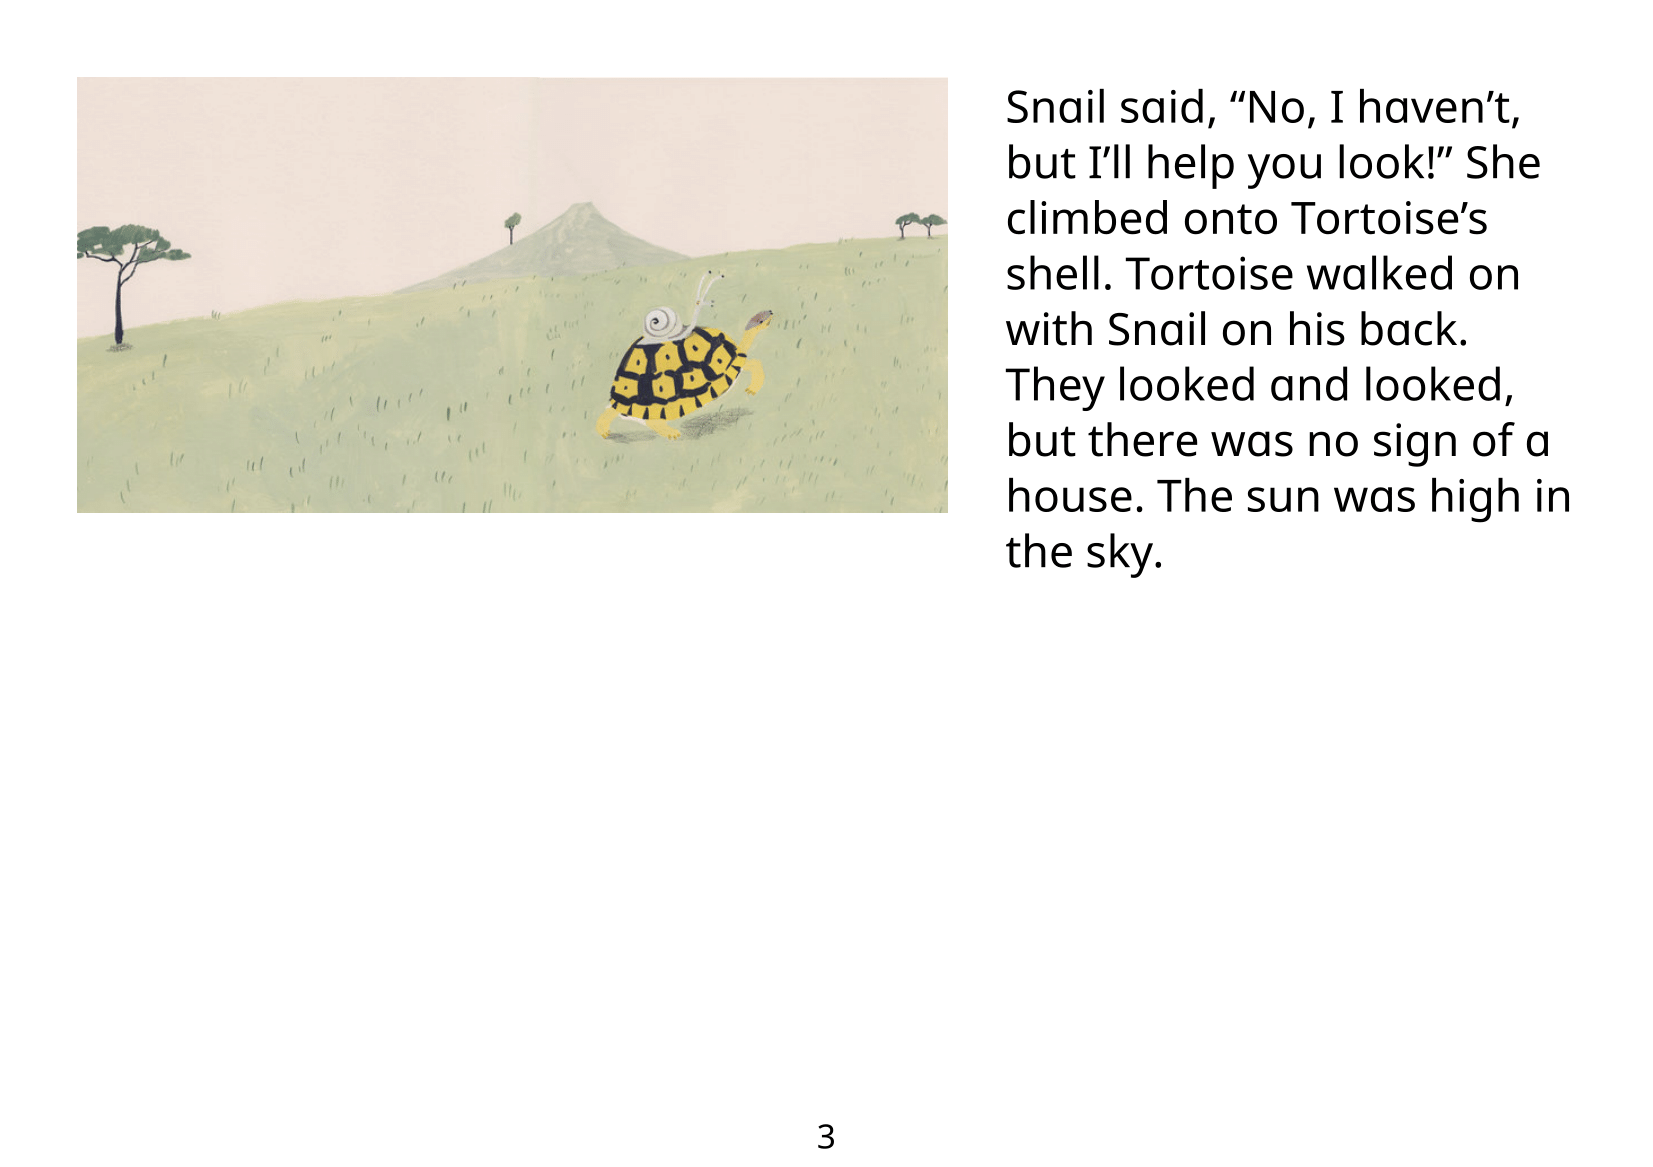 Snail said, “No, I haven’t,
but I’ll help you look!” She
climbed onto Tortoise’s
shell. Tortoise walked on
with Snail on his back.
They looked and looked,
but there was no sign of a
house. The sun was high in
the sky.
3